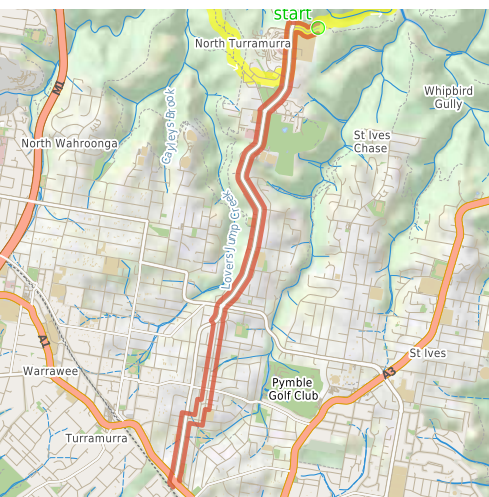 start
North Turramurra
M1
Whipbird
Gully
Cayleys Brook
St Ives
Chase
North Wahroonga
Lovers Jump Creek
A1
St Ives
Warrawee
A3
Pymble
Golf Club
Turramurra